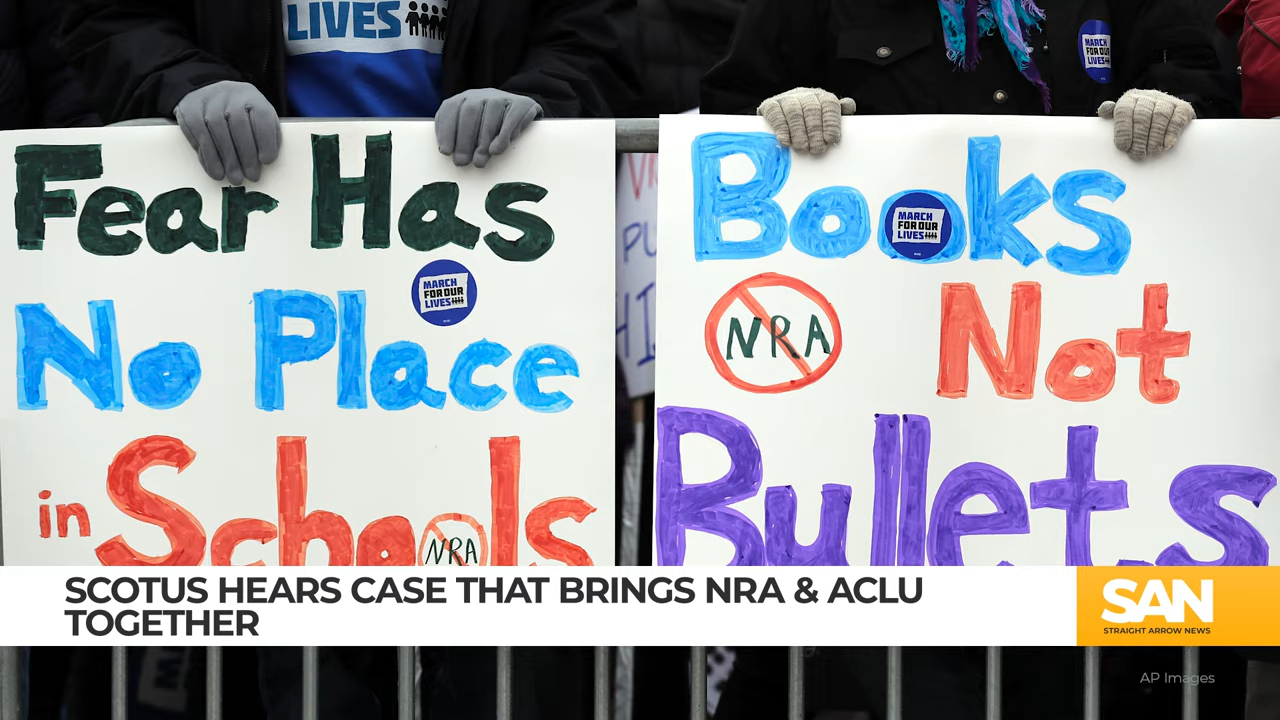 LIVES
MARCH
FOR OUR
LIVES
Fear Has
MARCH
FOR OUR
LIVES
No Place
in Schools
NRA
Books
MARCH
FOR OUR
LIVES
NRA
Not
Bullets
SCOTUS HEARS CASE THAT BRINGS NRA & ACLU
TOGETHER
SAN
STRAIGHT ARROW NEWS
AP Images